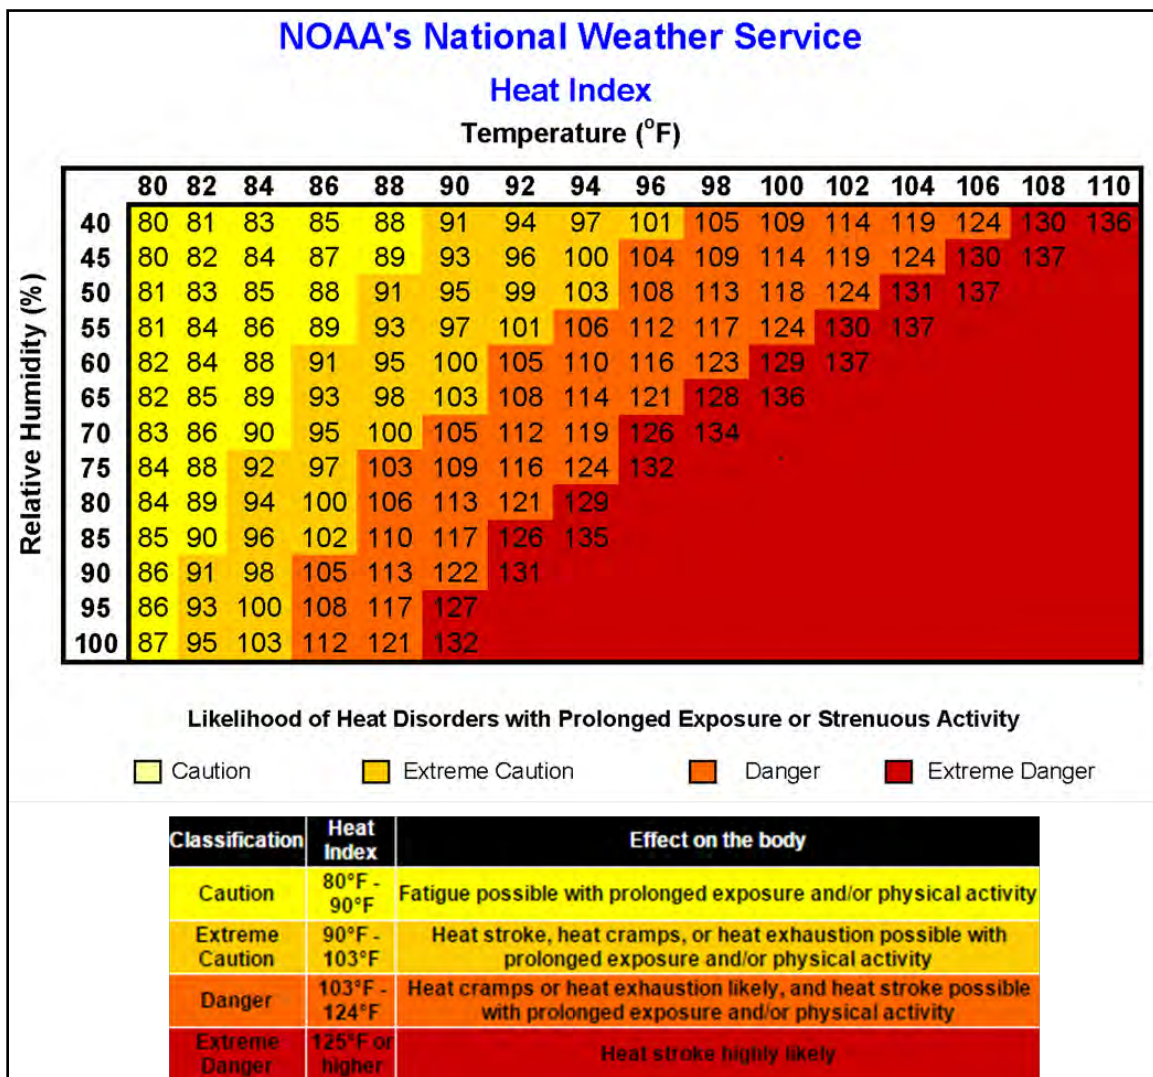 NOAA's National Weather Service
Heat Index
Temperature (°F)
80 82 84 86 88 90 92 94 96 98 100 102 104 106 108 110
Relative Humidity (%)
40 80 81 83 85 88 91 94 97 101 105 109 114 119 124 130 136
45 80 82 84 87 89 93 96 100 104 109 114 119 124 130 137
50 81 83 85 88 91 95 99 103 108 113 118 124 131 137
55 81 84 86 89 93 97 101 106 112 117 124 130 137
60 82 84 88 91 95 100 105 110 116 123 129 137
65 82 85 89 93 98 103 108 114 121 128 136
70 83 86 90 95 100 105 112 119 126 134
75 84 88 92 97 103 109 116 124 132
80 84 89 94 100 106 113 121 129
85 85 90 96 102 110 117 126 135
90 86 91 98 105 113 122 131
95 86 93 100 108 117 127
100 87 95 103 112 121 132
Likelihood of Heat Disorders with Prolonged Exposure or Strenuous Activity
Caution Extreme Caution Danger Extreme Danger
Classification Heat Index Effect on the body
Caution 80°F - 90°F Fatigue possible with prolonged exposure and/or physical activity
Extreme Caution 90°F - 103°F Heat stroke, heat cramps, or heat exhaustion possible with prolonged exposure and/or physical activity
Danger 103°F - 124°F Heat cramps or heat exhaustion likely, and heat stroke possible with prolonged exposure and/or physical activity
Extreme Danger 125°F or higher Heat stroke highly likely